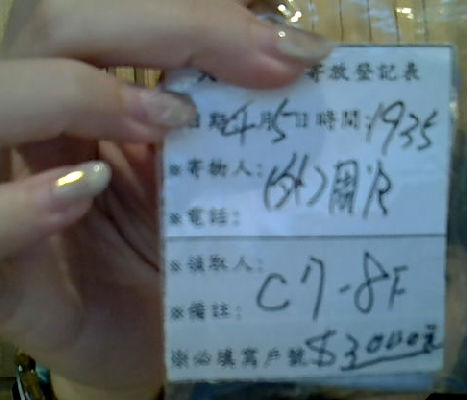 寄放登記表
日期4月5日時間:1935
※寄物人:(外)周
※電話:
※領取人:
C7-8F
※備註:
※必填寫戶號$3000元